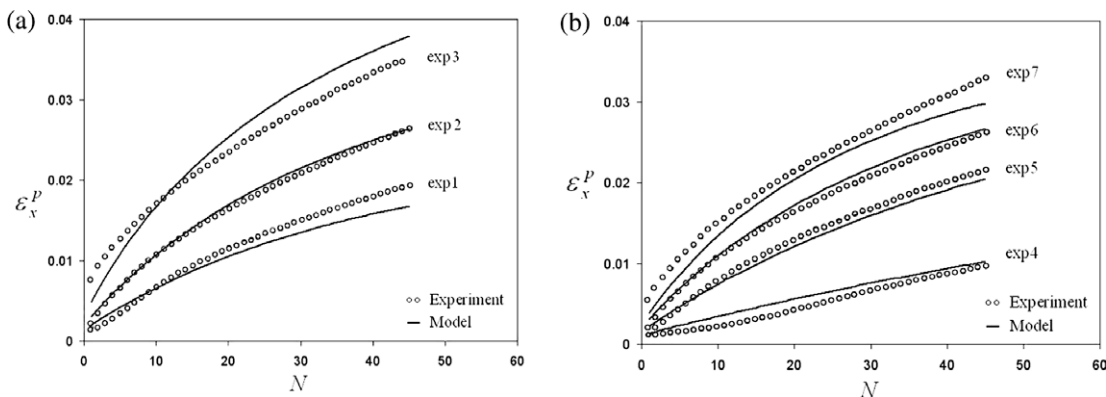 (a)
0.04
0.03
0.02
0.01
0
ε_x^p
exp3
exp2
exp1
Experiment
Model
0 10 20 30 40 50 60
N
(b)
0.04
0.03
0.02
0.01
0
ε_x^p
exp7
exp6
exp5
exp4
Experiment
Model
0 10 20 30 40 50 60
N